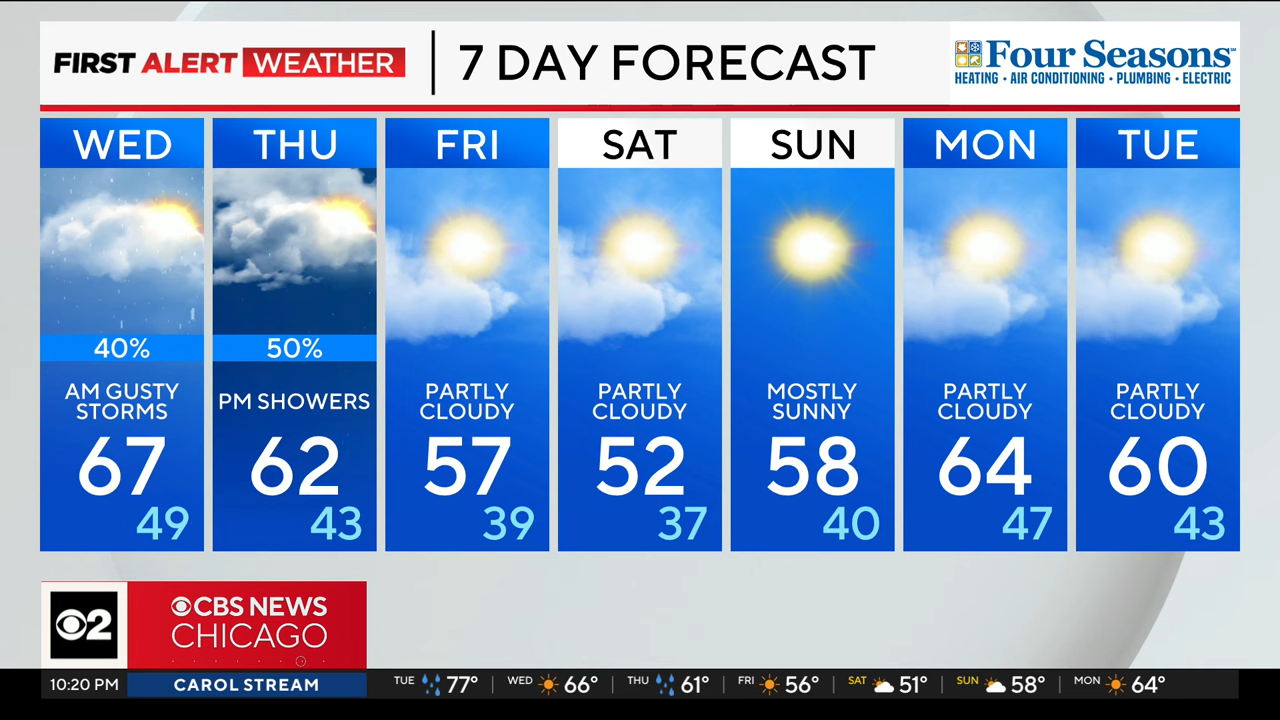 FIRST ALERT WEATHER
7 DAY FORECAST
Four Seasons℠
HEATING • AIR CONDITIONING • PLUMBING • ELECTRIC
WED
40%
AM GUSTY
STORMS
67
49
THU
50%
PM SHOWERS
62
43
FRI
PARTLY
CLOUDY
57
39
SAT
PARTLY
CLOUDY
52
37
SUN
MOSTLY
SUNNY
58
40
MON
PARTLY
CLOUDY
64
47
TUE
PARTLY
CLOUDY
60
43
2
CBS NEWS
CHICAGO
10:20 PM CAROL STREAM TUE 77° WED 66° THU 61° FRI 56° SAT 51° SUN 58° MON 64°